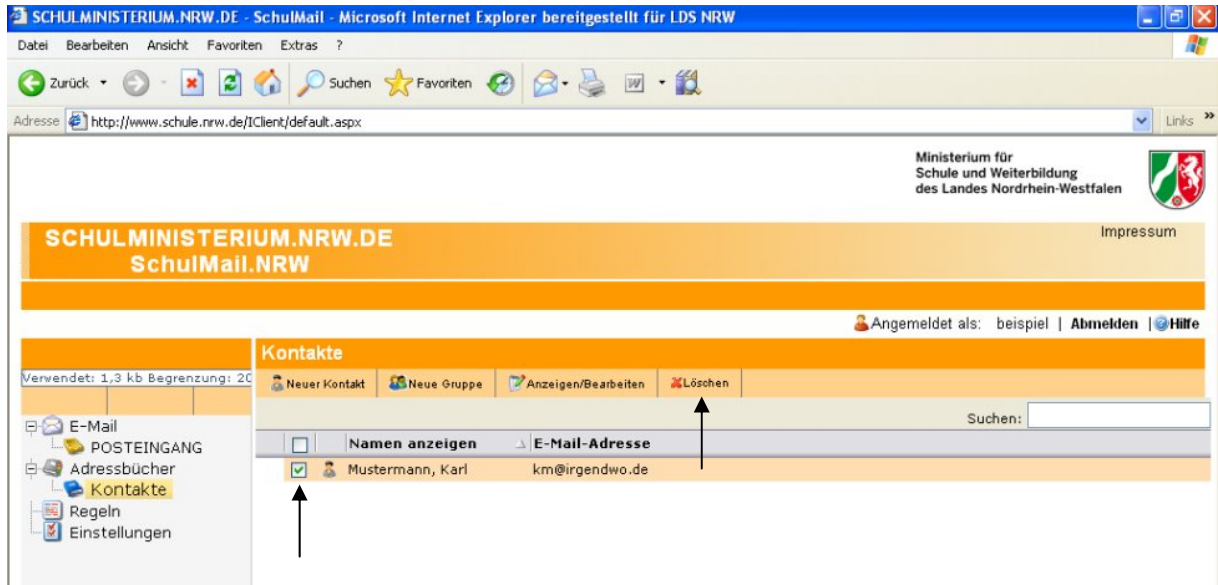 SCHULMINISTERIUM.NRW.DE - SchulMail - Microsoft Internet Explorer bereitgestellt für LDS NRW
Datei Bearbeiten Ansicht Favoriten Extras ?
Zurück Suchen Favoriten
Adresse http://www.schule.nrw.de/IClient/default.aspx Links »
Ministerium für
Schule und Weiterbildung
des Landes Nordrhein-Westfalen
SCHULMINISTERIUM.NRW.DE
SchulMail.NRW
Impressum
Angemeldet als: beispiel | Abmelden | Hilfe
Kontakte
Verwendet: 1,3 kb Begrenzung: 20
Neuer Kontakt Neue Gruppe Anzeigen/Bearbeiten Löschen
Suchen:
Namen anzeigen E-Mail-Adresse
Mustermann, Karl km@irgendwo.de
E-Mail
POSTEINGANG
Adressbücher
Kontakte
Regeln
Einstellungen